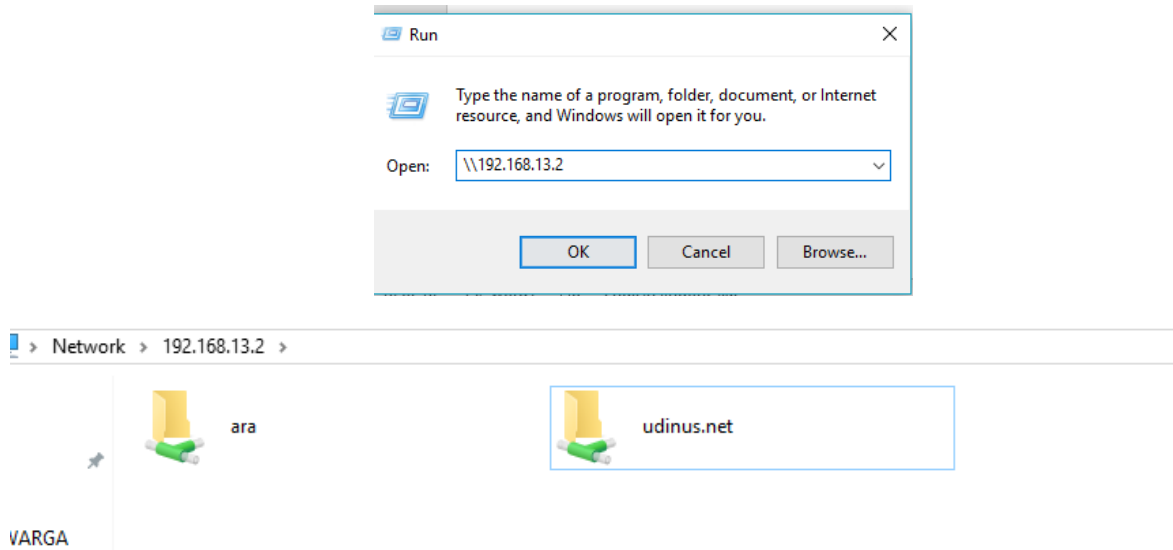 Run
Type the name of a program, folder, document, or Internet
resource, and Windows will open it for you.
Open: \\192.168.13.2
OK Cancel Browse...
> Network > 192.168.13.2 >
ara udinus.net
WARGA